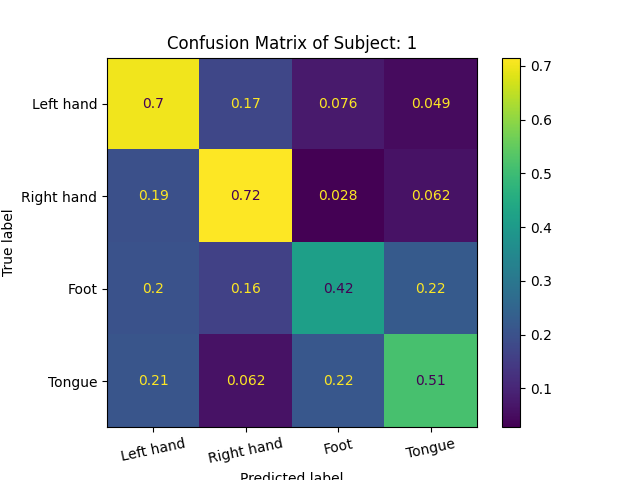 Confusion Matrix of Subject: 1
True label
Left hand 0.7 0.17 0.076 0.049
Right hand 0.19 0.72 0.028 0.062
Foot 0.2 0.16 0.42 0.22
Tongue 0.21 0.062 0.22 0.51
Left hand Right hand Foot Tongue
Predicted label
0.7
0.6
0.5
0.4
0.3
0.2
0.1